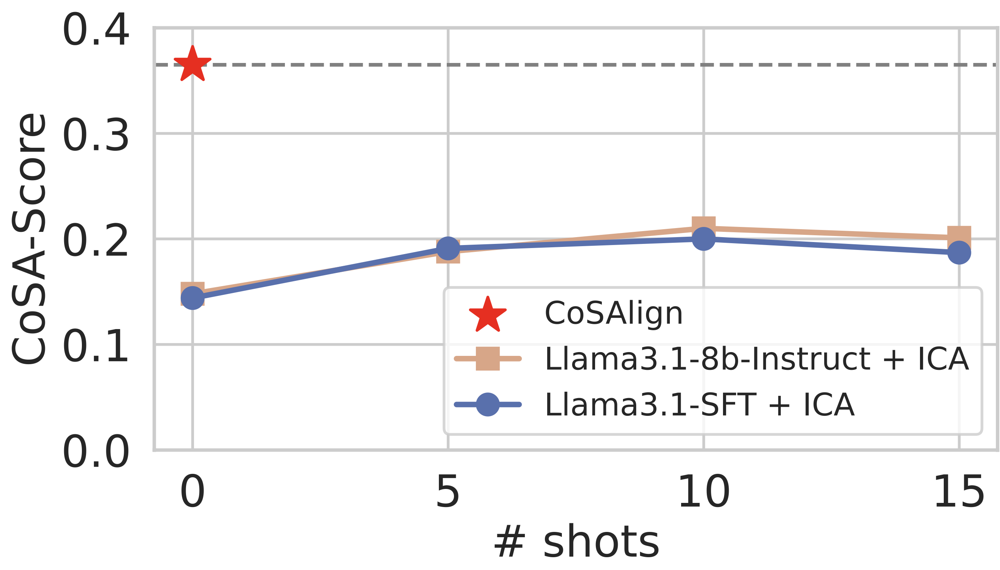 CoSA-Score
0.4
0.3
0.2
0.1
0.0
CoSAlign
Llama3.1-8b-Instruct + ICA
Llama3.1-SFT + ICA
0 5 10 15
# shots